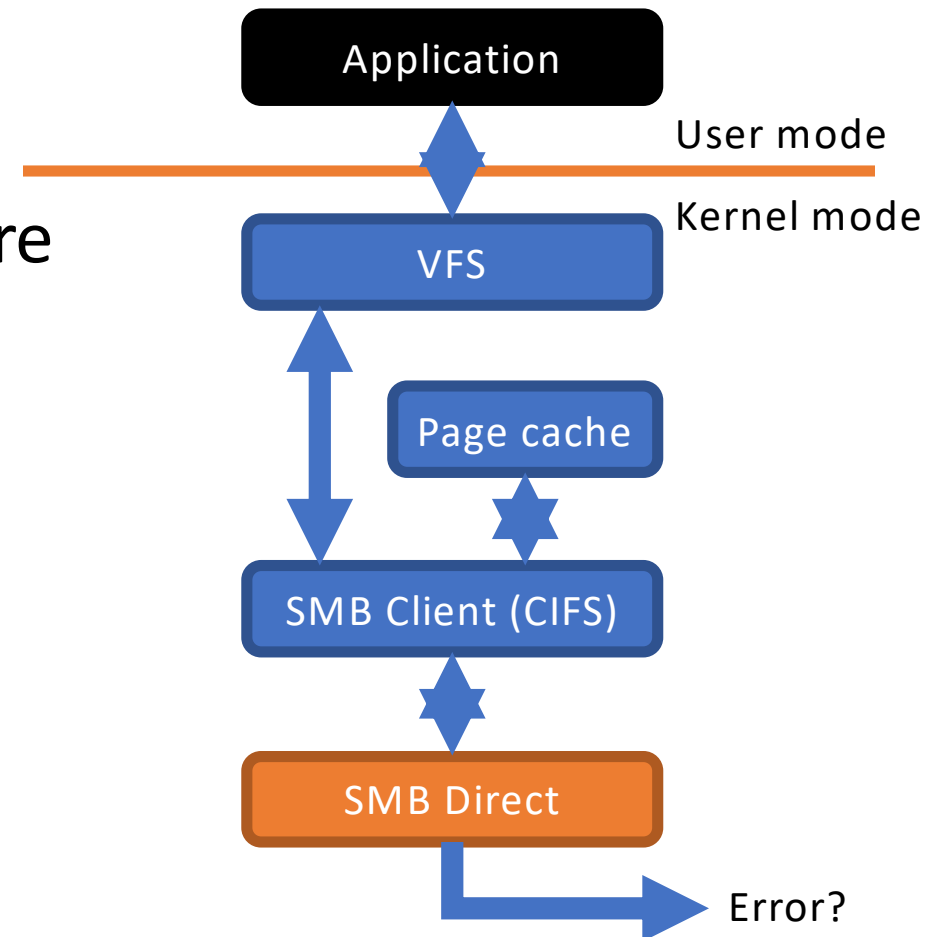 Application
User mode
Kernel mode
re
VFS
Page cache
SMB Client (CIFS)
SMB Direct
Error?